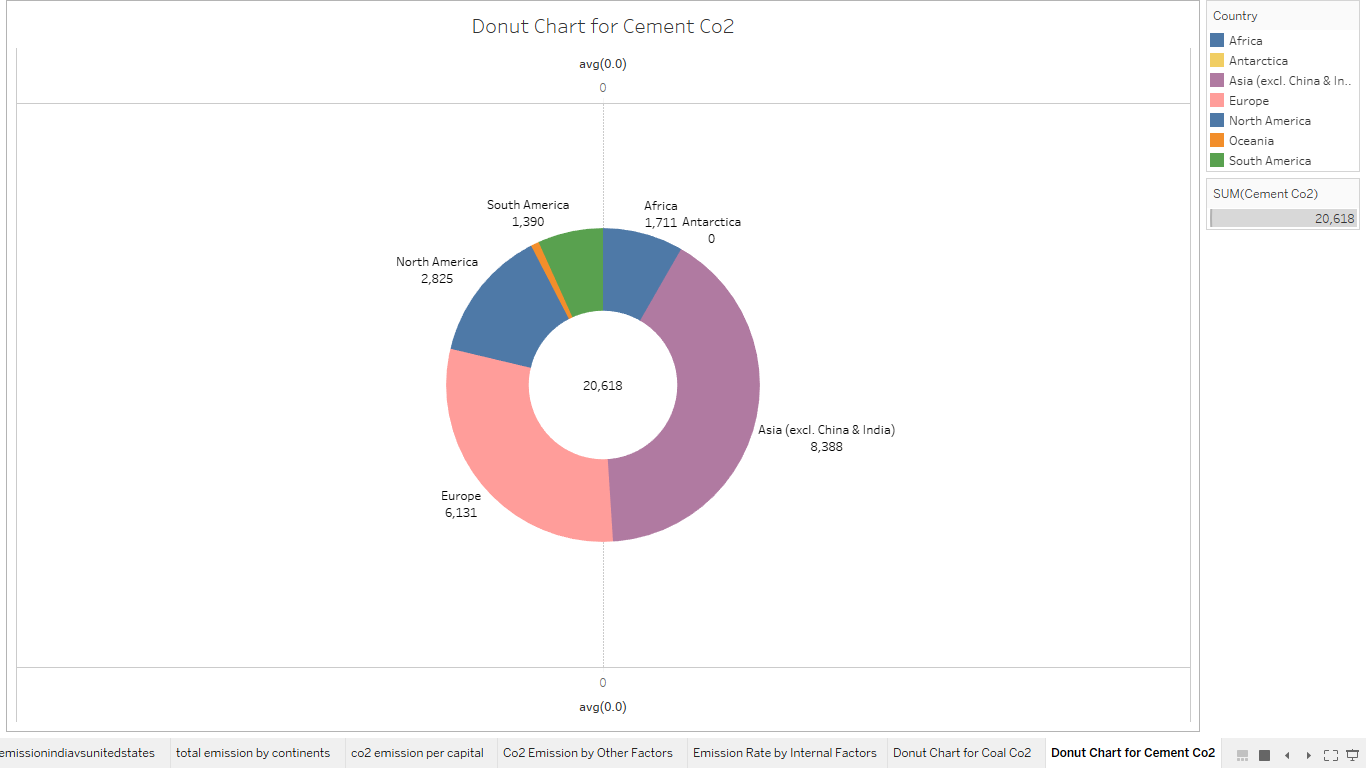 Donut Chart for Cement Co2
avg(0.0)
0
South America
1,390
Africa
1,711
Antarctica
0
North America
2,825
20,618
Asia (excl. China & India)
8,388
Europe
6,131
0
avg(0.0)
Country
Africa
Antarctica
Asia (excl. China & In..
Europe
North America
Oceania
South America
SUM(Cement Co2)
20,618
emissionindiavsunitedstates
total emission by continents
co2 emission per capital
Co2 Emission by Other Factors
Emission Rate by Internal Factors
Donut Chart for Coal Co2
Donut Chart for Cement Co2